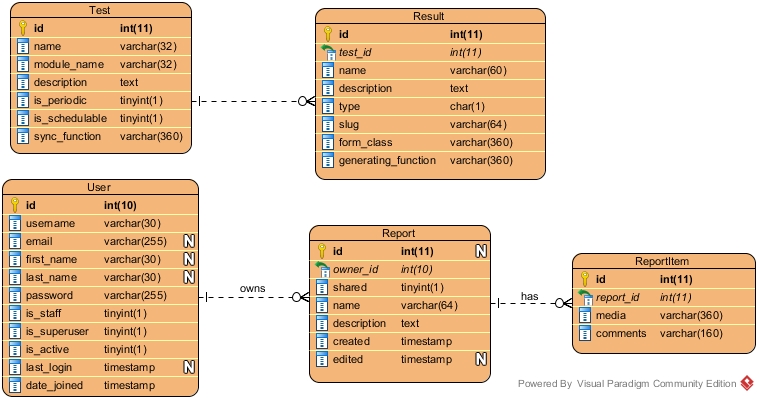 Test
id int(11)
name varchar(32)
module_name varchar(32)
description text
is_periodic tinyint(1)
is_schedulable tinyint(1)
sync_function varchar(360)
Result
id int(11)
test_id int(11)
name varchar(60)
description text
type char(1)
slug varchar(64)
form_class varchar(360)
generating_function varchar(360)
User
id int(10)
username varchar(30)
email varchar(255) N
first_name varchar(30) N
last_name varchar(30) N
password varchar(255)
is_staff tinyint(1)
is_superuser tinyint(1)
is_active tinyint(1)
last_login timestamp N
date_joined timestamp
owns
Report
id int(11) N
owner_id int(10)
shared tinyint(1)
name varchar(64)
description text
created timestamp
edited timestamp N
has
ReportItem
id int(11)
report_id int(11)
media varchar(360)
comments varchar(160)
Powered By Visual Paradigm Community Edition